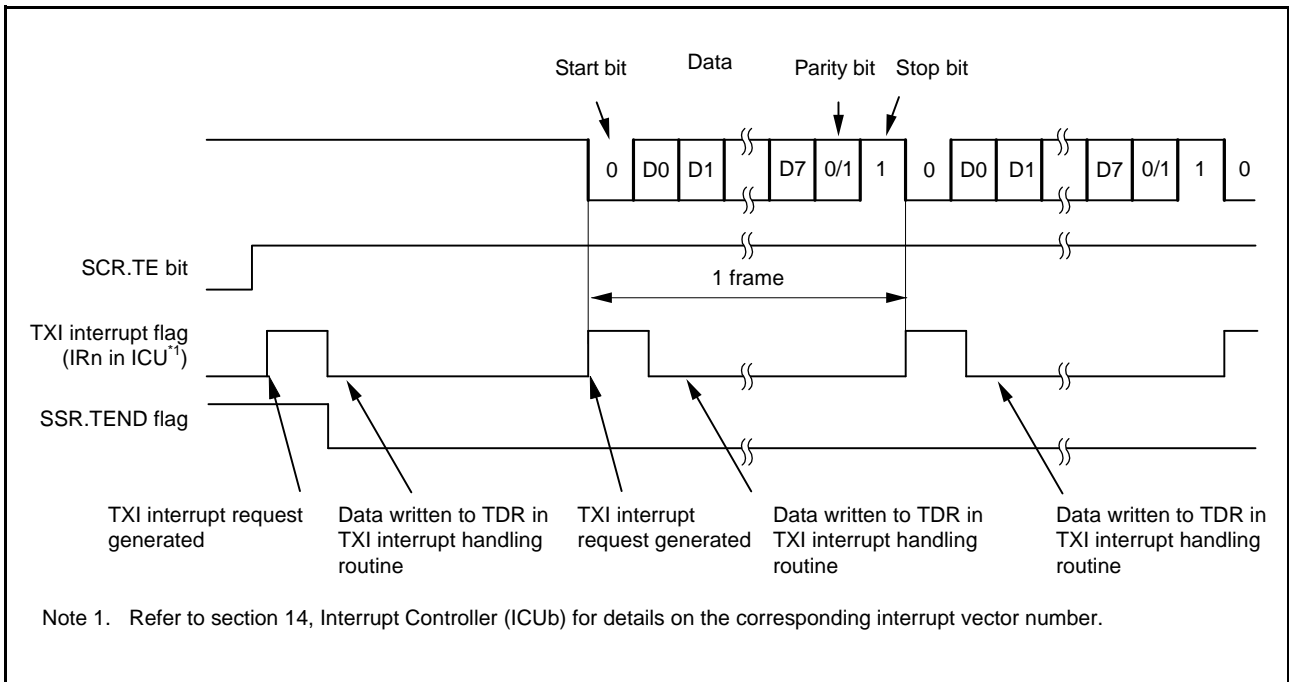 Start bit
Data
Parity bit
Stop bit
0 D0 D1 D7 0/1 1 0 D0 D1 D7 0/1 1 0
SCR.TE bit
1 frame
TXI interrupt flag
(IRn in ICU*1)
SSR.TEND flag
TXI interrupt request
generated
Data written to TDR in
TXI interrupt handling
routine
TXI interrupt
request generated
Data written to TDR in
TXI interrupt handling
routine
Data written to TDR in
TXI interrupt handling
routine
Note 1. Refer to section 14, Interrupt Controller (ICUb) for details on the corresponding interrupt vector number.